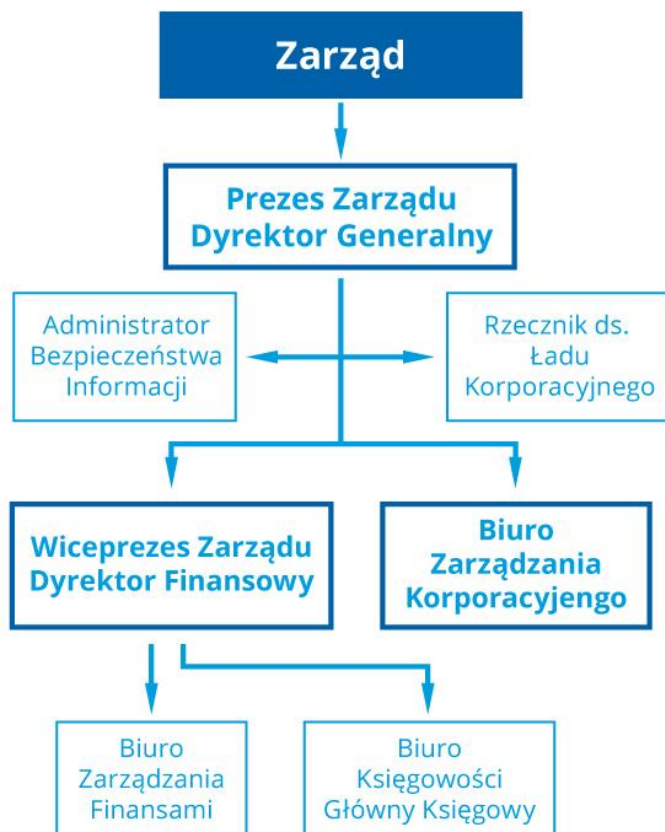 Zarząd
Prezes Zarządu
Dyrektor Generalny
Administrator
Bezpieczeństwa
Informacji
Rzecznik ds.
Ładu
Korporacyjnego
Wiceprezes Zarządu
Dyrektor Finansowy
Biuro
Zarządzania
Korporacyjengo
Biuro
Zarządzania
Finansami
Biuro
Księgowości
Główny Księgowy